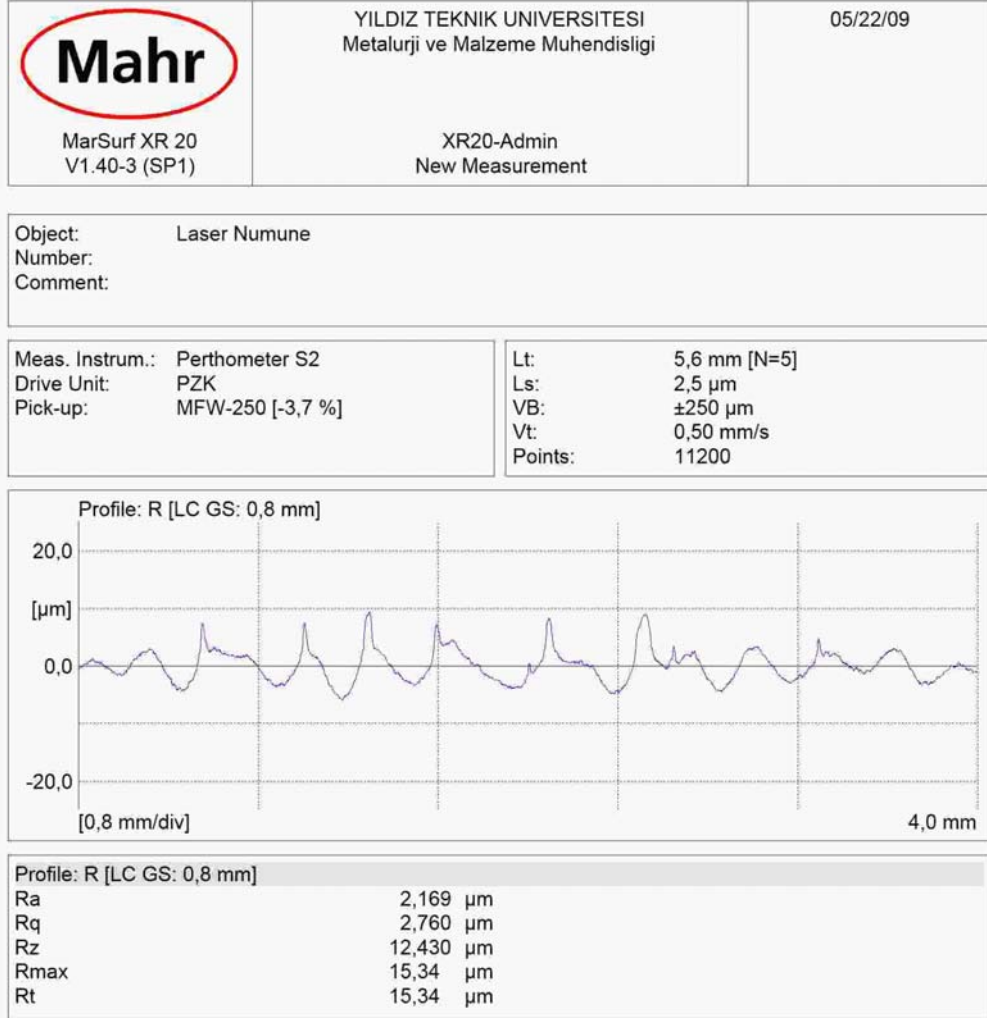 Mahr
MarSurf XR 20
V1.40-3 (SP1)
YILDIZ TEKNIK UNIVERSITESI
Metalurji ve Malzeme Muhendisligi
XR20-Admin
New Measurement
05/22/09
Object: Laser Numune
Number:
Comment:
Meas. Instrum.: Perthometer S2
Drive Unit: PZK
Pick-up: MFW-250 [-3,7 %]
Lt: 5,6 mm [N=5]
Ls: 2,5 µm
VB: ±250 µm
Vt: 0,50 mm/s
Points: 11200
Profile: R [LC GS: 0,8 mm]
20,0
[µm]
0,0
-20,0
[0,8 mm/div] 4,0 mm
Profile: R [LC GS: 0,8 mm]
Ra 2,169 µm
Rq 2,760 µm
Rz 12,430 µm
Rmax 15,34 µm
Rt 15,34 µm